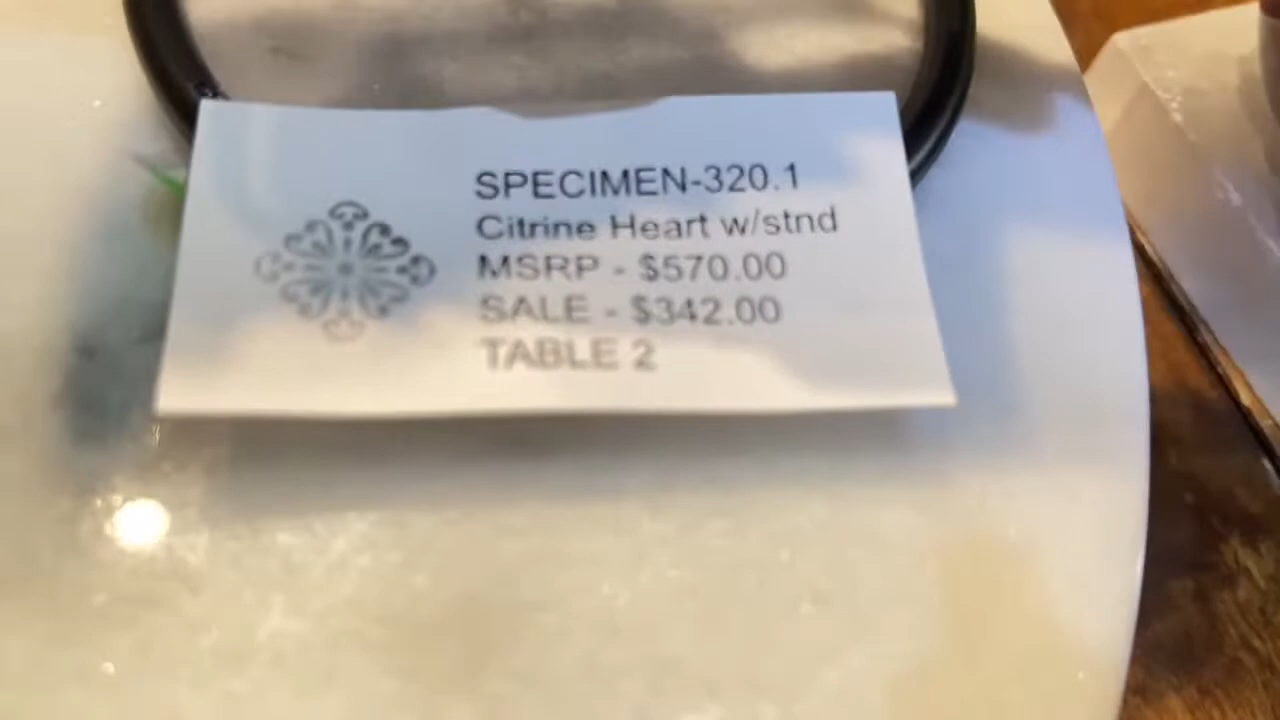 SPECIMEN-320.1
Citrine Heart w/stnd
MSRP - $570.00
SALE - $342.00
TABLE 2